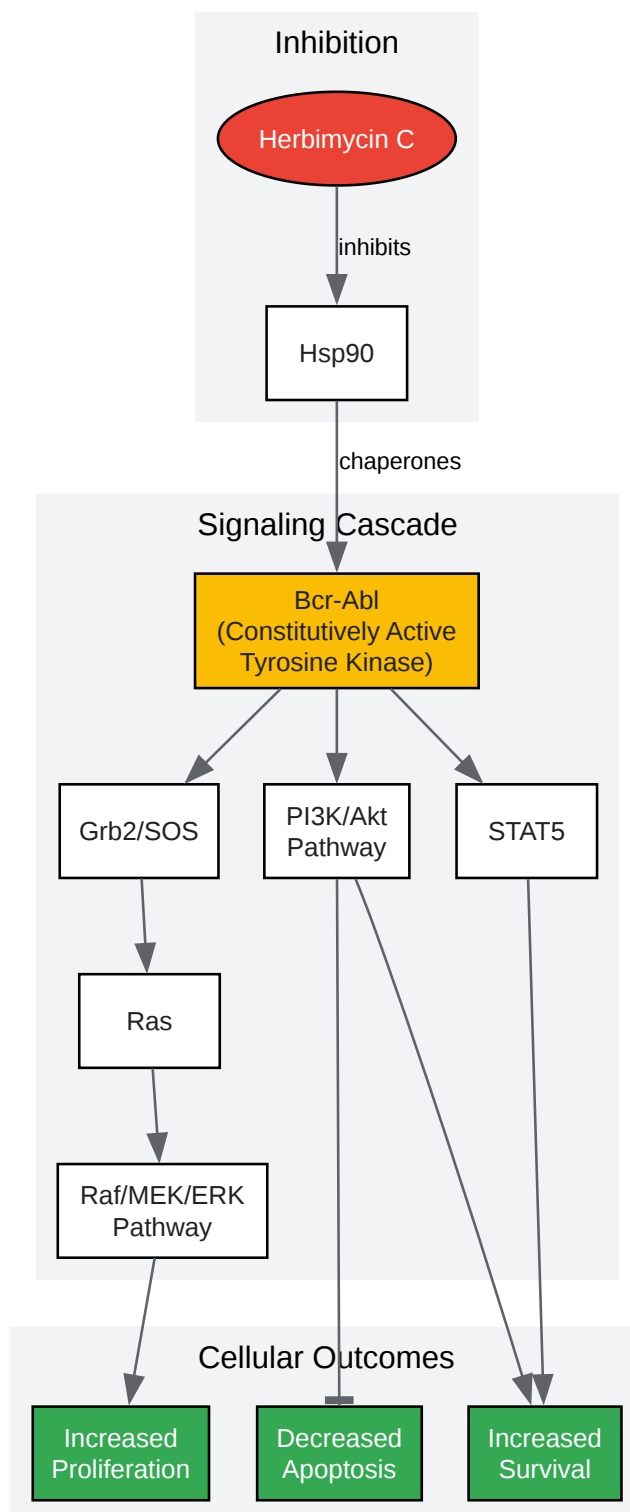 Inhibition
Herbimycin C
inhibits
Hsp90
chaperones
Signaling Cascade
Bcr-Abl
(Constitutively Active
Tyrosine Kinase)
Grb2/SOS
PI3K/Akt
Pathway
STAT5
Ras
Raf/MEK/ERK
Pathway
Cellular Outcomes
Increased
Proliferation
Decreased
Apoptosis
Increased
Survival